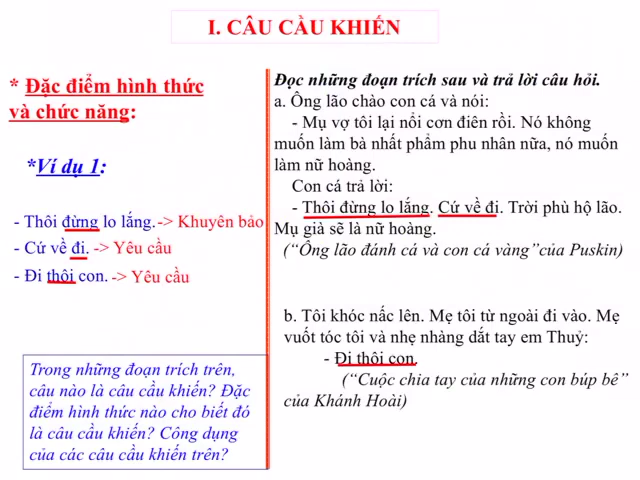 I. CÂU CẦU KHIẾN
* Đặc điểm hình thức
và chức năng:
*Ví dụ 1:
- Thôi đừng lo lắng.-> Khuyên bảo
- Cứ về đi. -> Yêu cầu
- Đi thôi con. -> Yêu cầu
Trong những đoạn trích trên,
câu nào là câu cầu khiến? Đặc
điểm hình thức nào cho biết đó
là câu cầu khiến? Công dụng
của các câu cầu khiến trên?
Đọc những đoạn trích sau và trả lời câu hỏi.
a. Ông lão chào con cá và nói:
- Mụ vợ tôi lại nổi cơn điên rồi. Nó không
muốn làm bà nhất phẩm phu nhân nữa, nó muốn
làm nữ hoàng.
Con cá trả lời:
- Thôi đừng lo lắng. Cứ về đi. Trời phù hộ lão.
Mụ già sẽ là nữ hoàng.
(“Ông lão đánh cá và con cá vàng”của Puskin)
b. Tôi khóc nấc lên. Mẹ tôi từ ngoài đi vào. Mẹ
vuốt tóc tôi và nhẹ nhàng dắt tay em Thuỷ:
- Đi thôi con.
(“Cuộc chia tay của những con búp bê”
của Khánh Hoài)